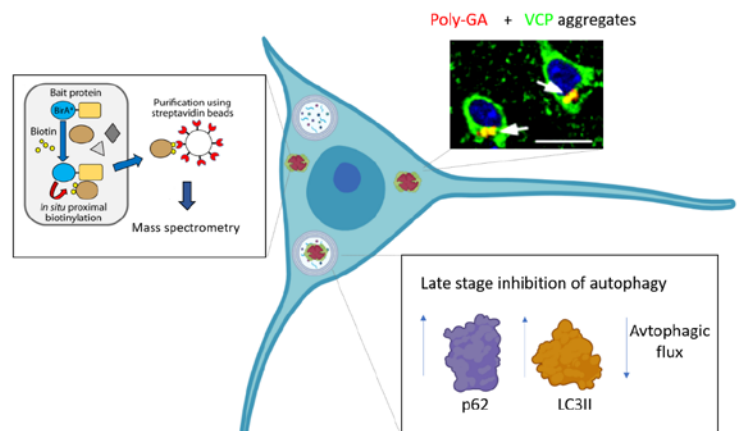 Poly-GA + VCP aggregates
Bait protein
BirA*
Biotin
In situ proximal
biotinylation
Purification using
streptavidin beads
Mass spectrometry
Late stage inhibition of autophagy
p62
LC3II
Avtophagic
flux